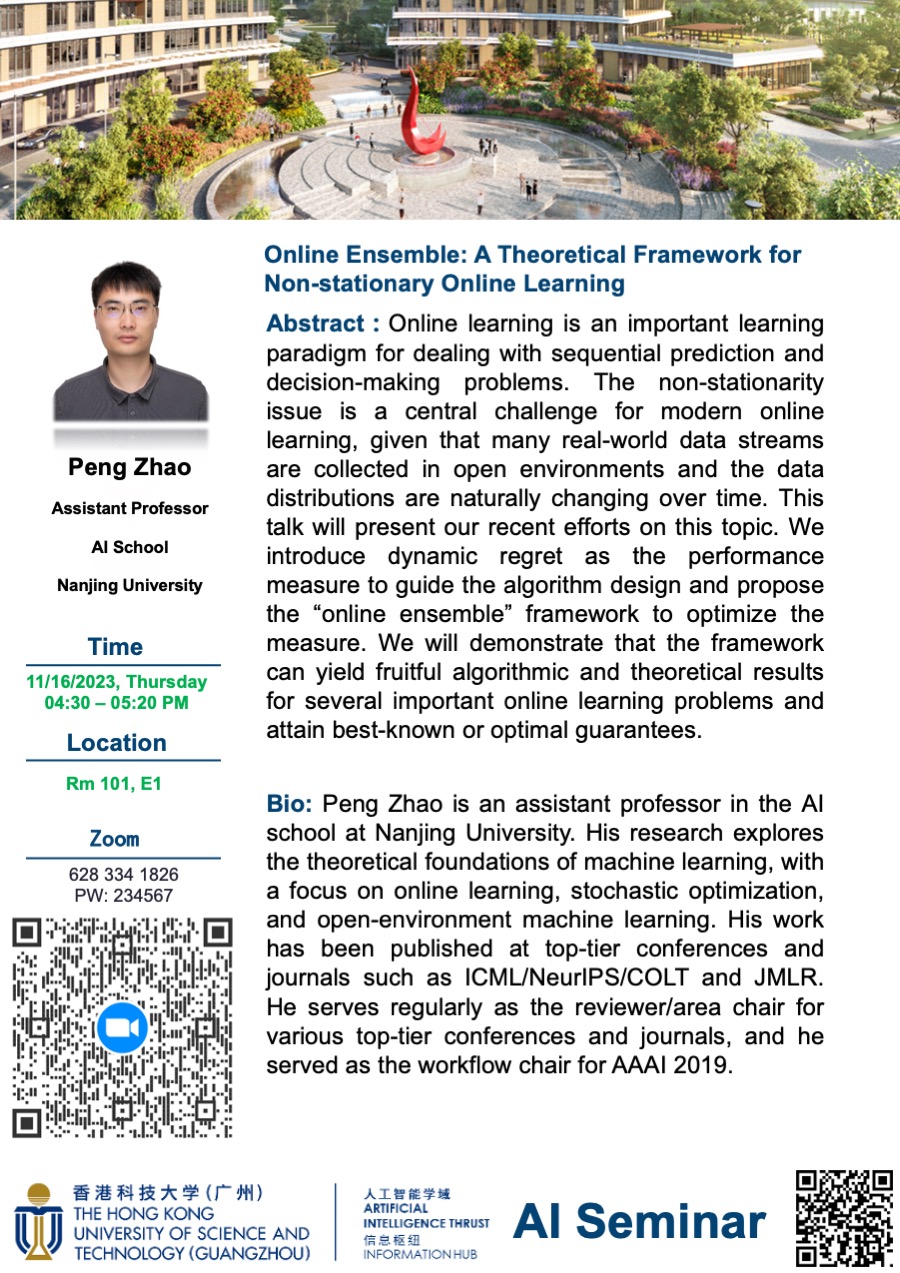 Online Ensemble: A Theoretical Framework for
Non-stationary Online Learning
Abstract : Online learning is an important learning
paradigm for dealing with sequential prediction and
decision-making problems. The non-stationarity
issue is a central challenge for modern online
learning, given that many real-world data streams
are collected in open environments and the data
distributions are naturally changing over time. This
talk will present our recent efforts on this topic. We
introduce dynamic regret as the performance
measure to guide the algorithm design and propose
the “online ensemble” framework to optimize the
measure. We will demonstrate that the framework
can yield fruitful algorithmic and theoretical results
for several important online learning problems and
attain best-known or optimal guarantees.
Bio: Peng Zhao is an assistant professor in the AI
school at Nanjing University. His research explores
the theoretical foundations of machine learning, with
a focus on online learning, stochastic optimization,
and open-environment machine learning. His work
has been published at top-tier conferences and
journals such as ICML/NeurIPS/COLT and JMLR.
He serves regularly as the reviewer/area chair for
various top-tier conferences and journals, and he
served as the workflow chair for AAAI 2019.
Peng Zhao
Assistant Professor
AI School
Nanjing University
Time
11/16/2023, Thursday
04:30 – 05:20 PM
Location
Rm 101, E1
Zoom
628 334 1826
PW: 234567
香港科技大学(广州)
THE HONG KONG
UNIVERSITY OF SCIENCE AND
TECHNOLOGY (GUANGZHOU)
人工智能学域
ARTIFICIAL
INTELLIGENCE THRUST
信息枢纽
INFORMATION HUB
AI Seminar